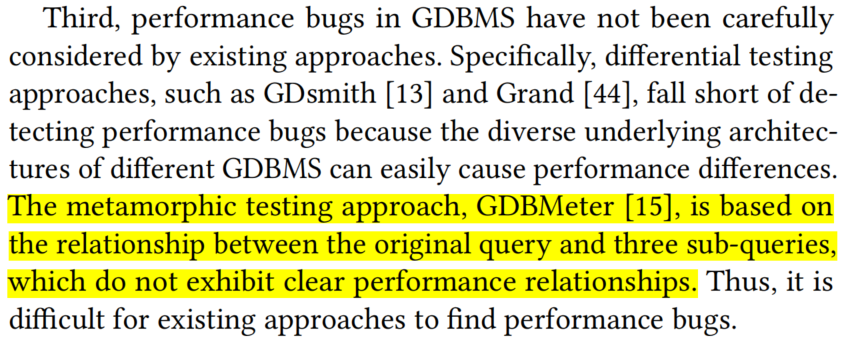 Third, performance bugs in GDBMS have not been carefully
considered by existing approaches. Specifically, differential testing
approaches, such as GDsmith [13] and Grand [44], fall short of de-
tecting performance bugs because the diverse underlying architec-
tures of different GDBMS can easily cause performance differences.
The metamorphic testing approach, GDBMeter [15], is based on
the relationship between the original query and three sub-queries,
which do not exhibit clear performance relationships. Thus, it is
difficult for existing approaches to find performance bugs.